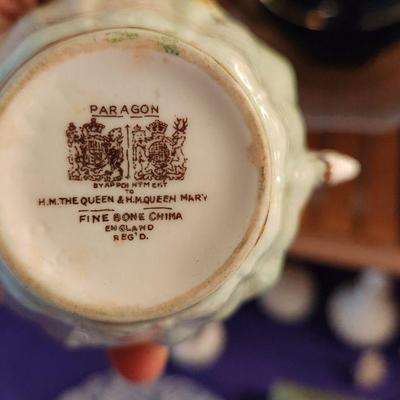 PARAGON
BY APPOINTMENT
TO
H.M. THE QUEEN & H.M. QUEEN MARY
FINE BONE CHINA
ENGLAND
REG'D.